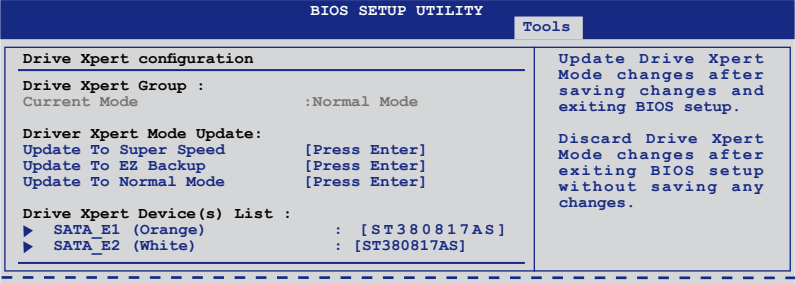 BIOS SETUP UTILITY
Tools
Drive Xpert configuration
Drive Xpert Group :
Current Mode :Normal Mode
Driver Xpert Mode Update:
Update To Super Speed [Press Enter]
Update To EZ Backup [Press Enter]
Update To Normal Mode [Press Enter]
Drive Xpert Device(s) List :
SATA_E1 (Orange) : [ST380817AS]
SATA_E2 (White) : [ST380817AS]
Update Drive Xpert
Mode changes after
saving changes and
exiting BIOS setup.
Discard Drive Xpert
Mode changes after
exiting BIOS setup
without saving any
changes.